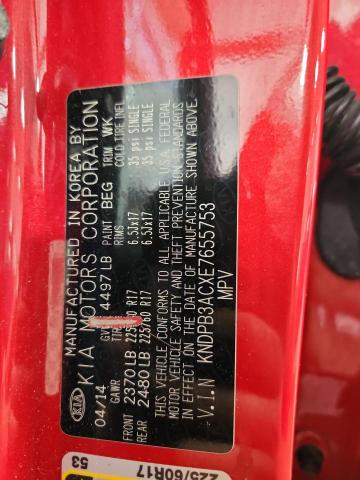 MANUFACTURED IN KOREA BY
KIA KIA MOTORS CORPORATION
04/14 4497LB PAINT BEG TRIM WK
GAWR RIMS COLD TIRE INFL.
FRONT 2370LB 225/60 R17 6.5Jx17 35 psi SINGLE
REAR 2480LB 225/60 R17 6.5Jx17 35 psi SINGLE
THIS VEHICLE CONFORMS TO ALL APPLICABLE U.S.A. FEDERAL
MOTOR VEHICLE SAFETY AND THEFT PREVENTION STANDARDS
IN EFFECT ON THE DATE OF MANUFACTURE SHOWN ABOVE.
V.I.N KNDPB3ACXE7655753
MPV
225/60R17
53